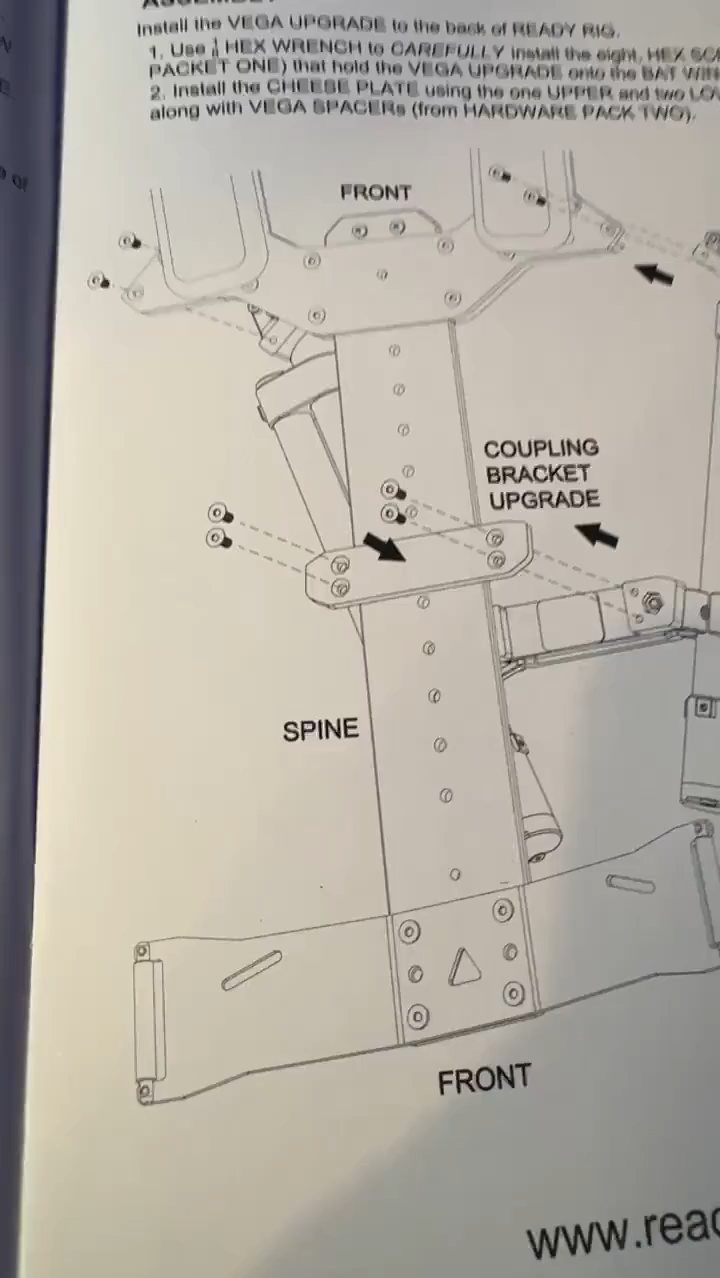 Install the VEGA UPGRADE to the back of READY RIG.
1. Use HEX WRENCH to CAREFULLY install the eight, HEX
PACKET ONE) that hold the VEGA UPGRADE onto the BAT
2. Install the CHEESE PLATE using the one UPPER and two
along with VEGA SPACERs (from HARDWARE PACK TWO).
FRONT
COUPLING
BRACKET
UPGRADE
SPINE
FRONT
www.read